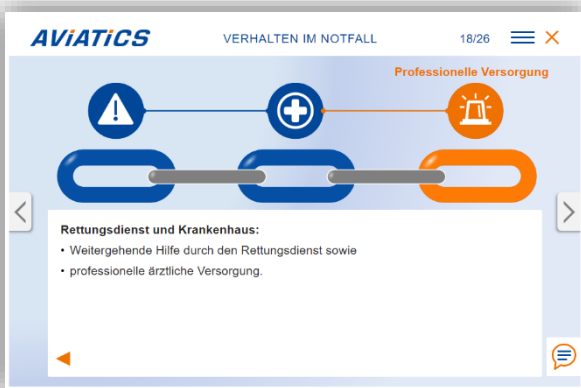 AViATiCS
VERHALTEN IM NOTFALL
18/26
Professionelle Versorgung
Rettungsdienst und Krankenhaus:
• Weitergehende Hilfe durch den Rettungsdienst sowie
• professionelle ärztliche Versorgung.